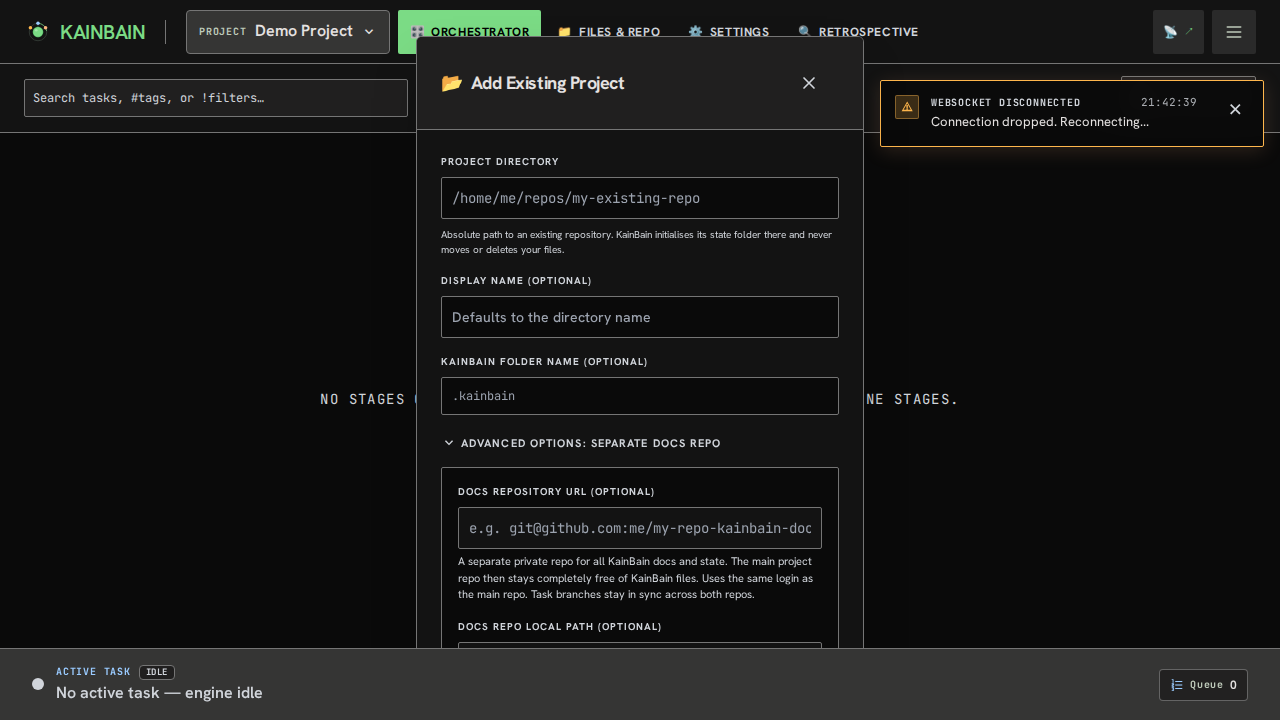 KAINBAIN
PROJECT Demo Project
ORCHESTRATOR
FILES & REPO
SETTINGS
RETROSPECTIVE
Search tasks, #tags, or !filters…
WEBSOCKET DISCONNECTED 21:42:39
Connection dropped. Reconnecting...
Add Existing Project
PROJECT DIRECTORY
/home/me/repos/my-existing-repo
Absolute path to an existing repository. KainBain initialises its state folder there and never
moves or deletes your files.
DISPLAY NAME (OPTIONAL)
Defaults to the directory name
KAINBAIN FOLDER NAME (OPTIONAL)
.kainbain
NO STAGES
NE STAGES.
ADVANCED OPTIONS: SEPARATE DOCS REPO
DOCS REPOSITORY URL (OPTIONAL)
e.g. git@github.com:me/my-repo-kainbain-doc
A separate private repo for all KainBain docs and state. The main project
repo then stays completely free of KainBain files. Uses the same login as
the main repo. Task branches stay in sync across both repos.
DOCS REPO LOCAL PATH (OPTIONAL)
ACTIVE TASK IDLE
No active task — engine idle
Queue 0